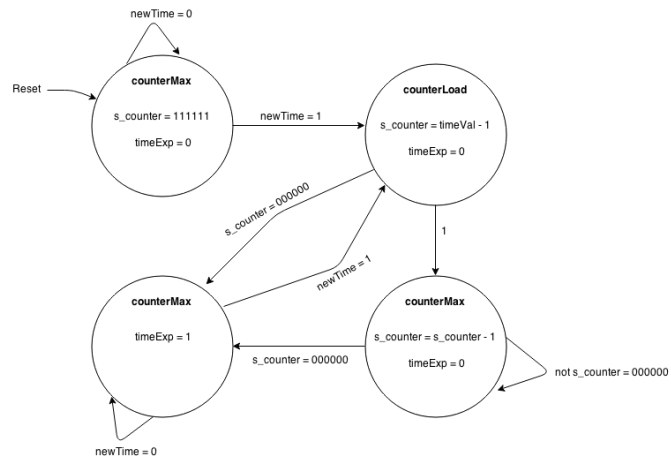 newTime = 0
Reset
counterMax
s_counter = 111111
timeExp = 0
newTime = 1
counterLoad
s_counter = timeVal - 1
timeExp = 0
s_counter = 000000
newTime = 1
1
counterMax
timeExp = 1
newTime = 0
s_counter = 000000
counterMax
s_counter = s_counter - 1
timeExp = 0
not s_counter = 000000